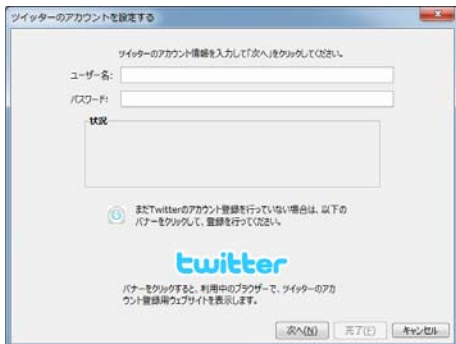 ツイッターのアカウントを設定する
ツイッターのアカウント情報を入力して「次へ」をクリックしてください。
ユーザー名:
パスワード:
状況
まだTwitterのアカウント登録を行っていない場合は、以下の
バナーをクリックして、登録を行ってください。
twitter
バナーをクリックすると、利用中のブラウザーで、ツイッターのアカ
ウント登録用ウェブサイトを表示します。
次へ(N) 完了(F) キャンセル